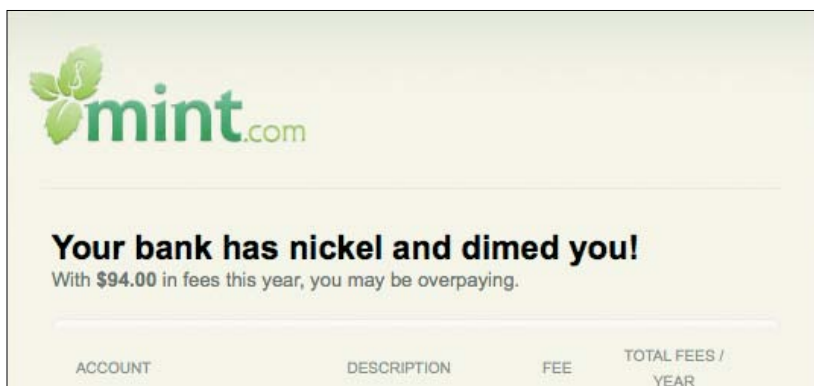 mint.com
Your bank has nickel and dimed you!
With $94.00 in fees this year, you may be overpaying.
ACCOUNT DESCRIPTION FEE TOTAL FEES /
YEAR